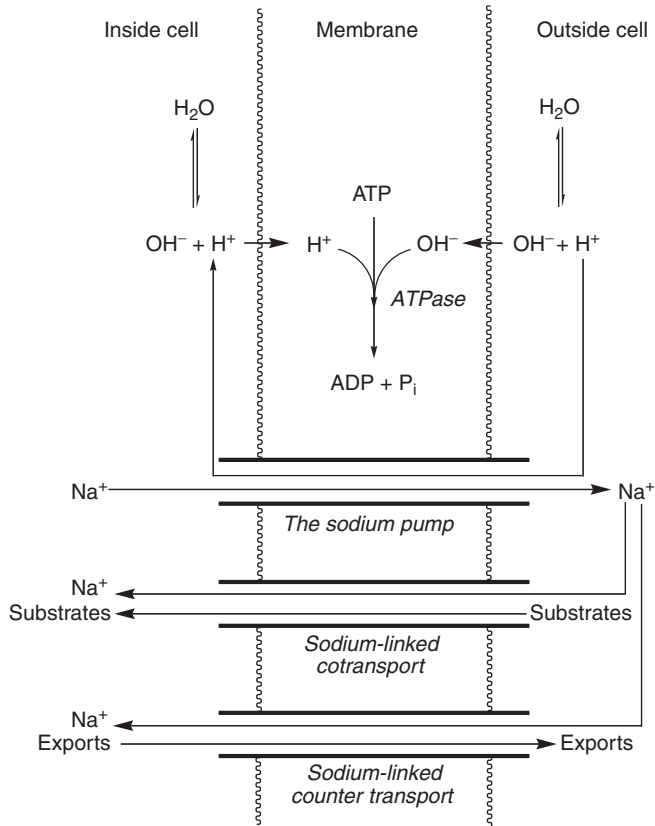 Inside cell Membrane Outside cell
H₂O H₂O
ATP
OH⁻ + H⁺ H⁺ OH⁻ OH⁻ + H⁺
ATPase
ADP + Pᵢ
Na⁺ Na⁺
The sodium pump
Na⁺
Substrates Substrates
Sodium-linked
cotransport
Na⁺
Exports Exports
Sodium-linked
counter transport